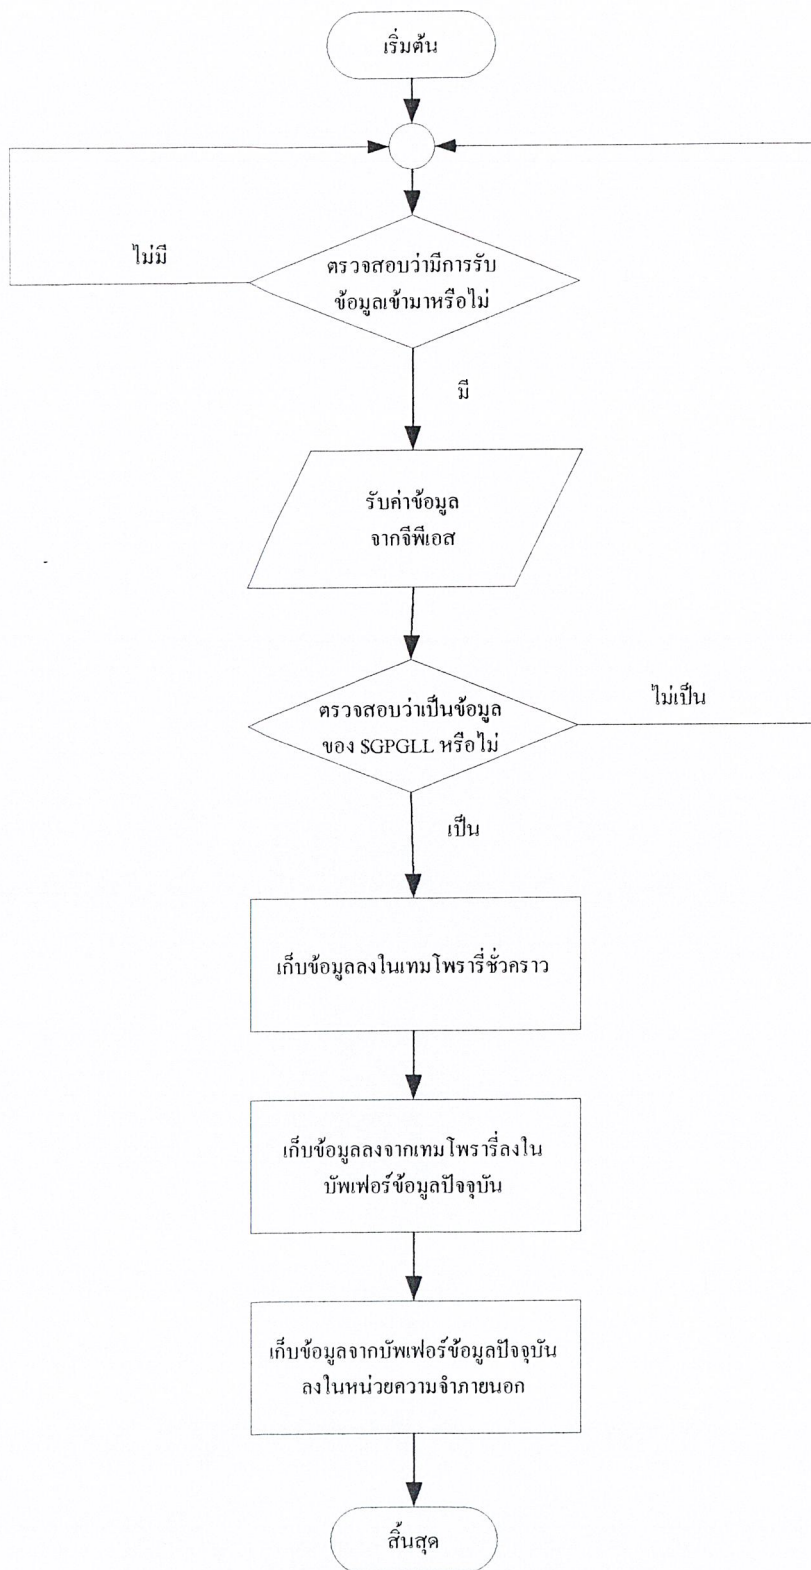 เริ่มต้น
ไม่มี
ตรวจสอบว่ามีการรับ
ข้อมูลเข้ามาหรือไม่
มี
รับค่าข้อมูล
จากจีพีเอส
ตรวจสอบว่าเป็นข้อมูล
ของ $GPGLL หรือไม่
ไม่เป็น
เป็น
เก็บข้อมูลลงในเทมโพรารี่ชั่วคราว
เก็บข้อมูลลงจากเทมโพรารี่ลงใน
บัพเฟอร์ข้อมูลปัจจุบัน
เก็บข้อมูลจากบัพเฟอร์ข้อมูลปัจจุบัน
ลงในหน่วยความจำภายนอก
สิ้นสุด